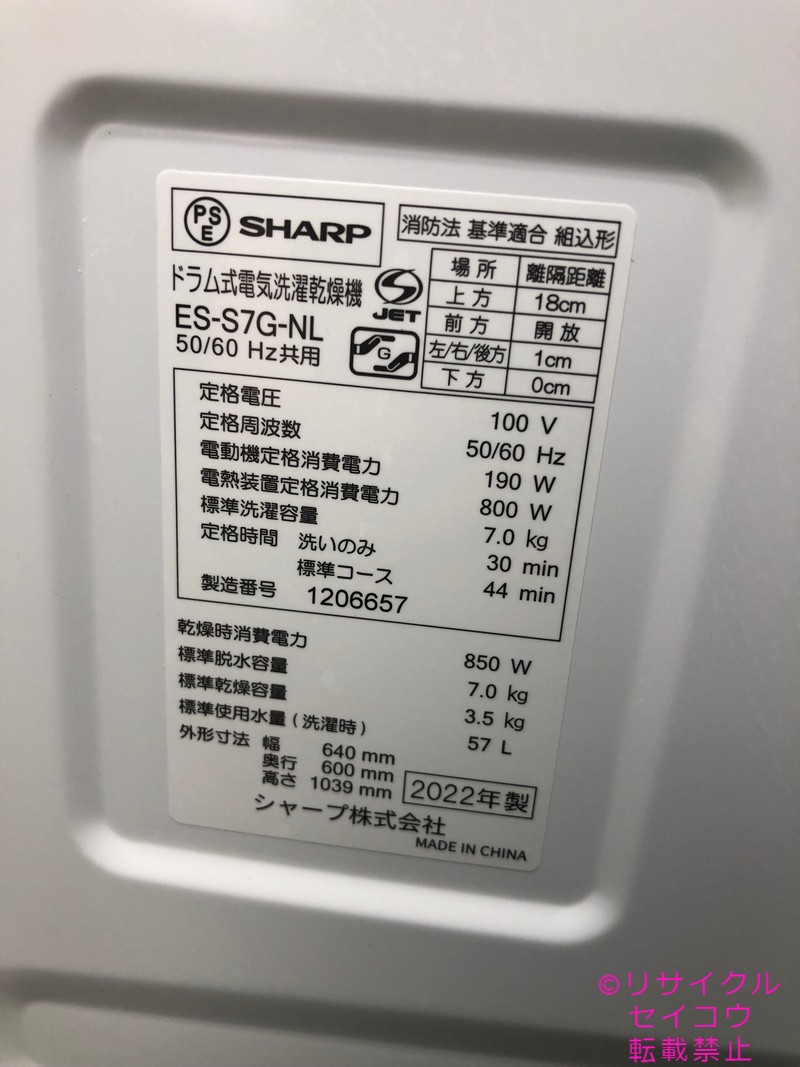 PSE SHARP
消防法 基準適合 組込形
ドラム式電気洗濯乾燥機
ES-S7G-NL
50/60 Hz共用
JET
G
場所 離隔距離
上方 18cm
前方 開放
左/右/後方 1cm
下方 0cm
定格電圧 100 V
定格周波数 50/60 Hz
電動機定格消費電力 190 W
電熱装置定格消費電力 800 W
標準洗濯容量 7.0 kg
定格時間 洗いのみ 30 min
標準コース 44 min
製造番号 1206657
乾燥時消費電力 850 W
標準脱水容量 7.0 kg
標準乾燥容量 3.5 kg
標準使用水量(洗濯時) 57 L
外形寸法 幅 640 mm
奥行 600 mm
高さ 1039 mm
2022年製
シャープ株式会社
MADE IN CHINA
©リサイクル
セイコウ
転載禁止